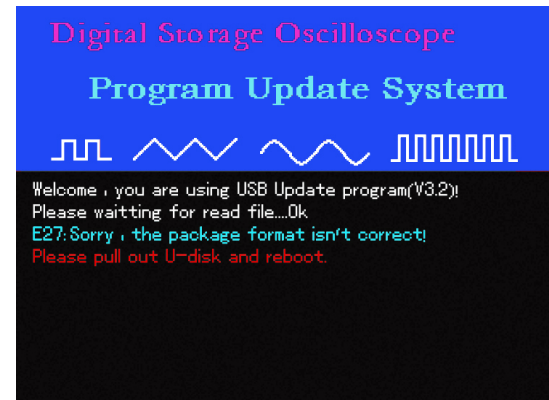 Digital Storage Oscilloscope
Program Update System
Welcome , you are using USB Update program(V3.2)!
Please waitting for read file....Ok
E27:Sorry , the package format isn't correct!
Please pull out U-disk and reboot.